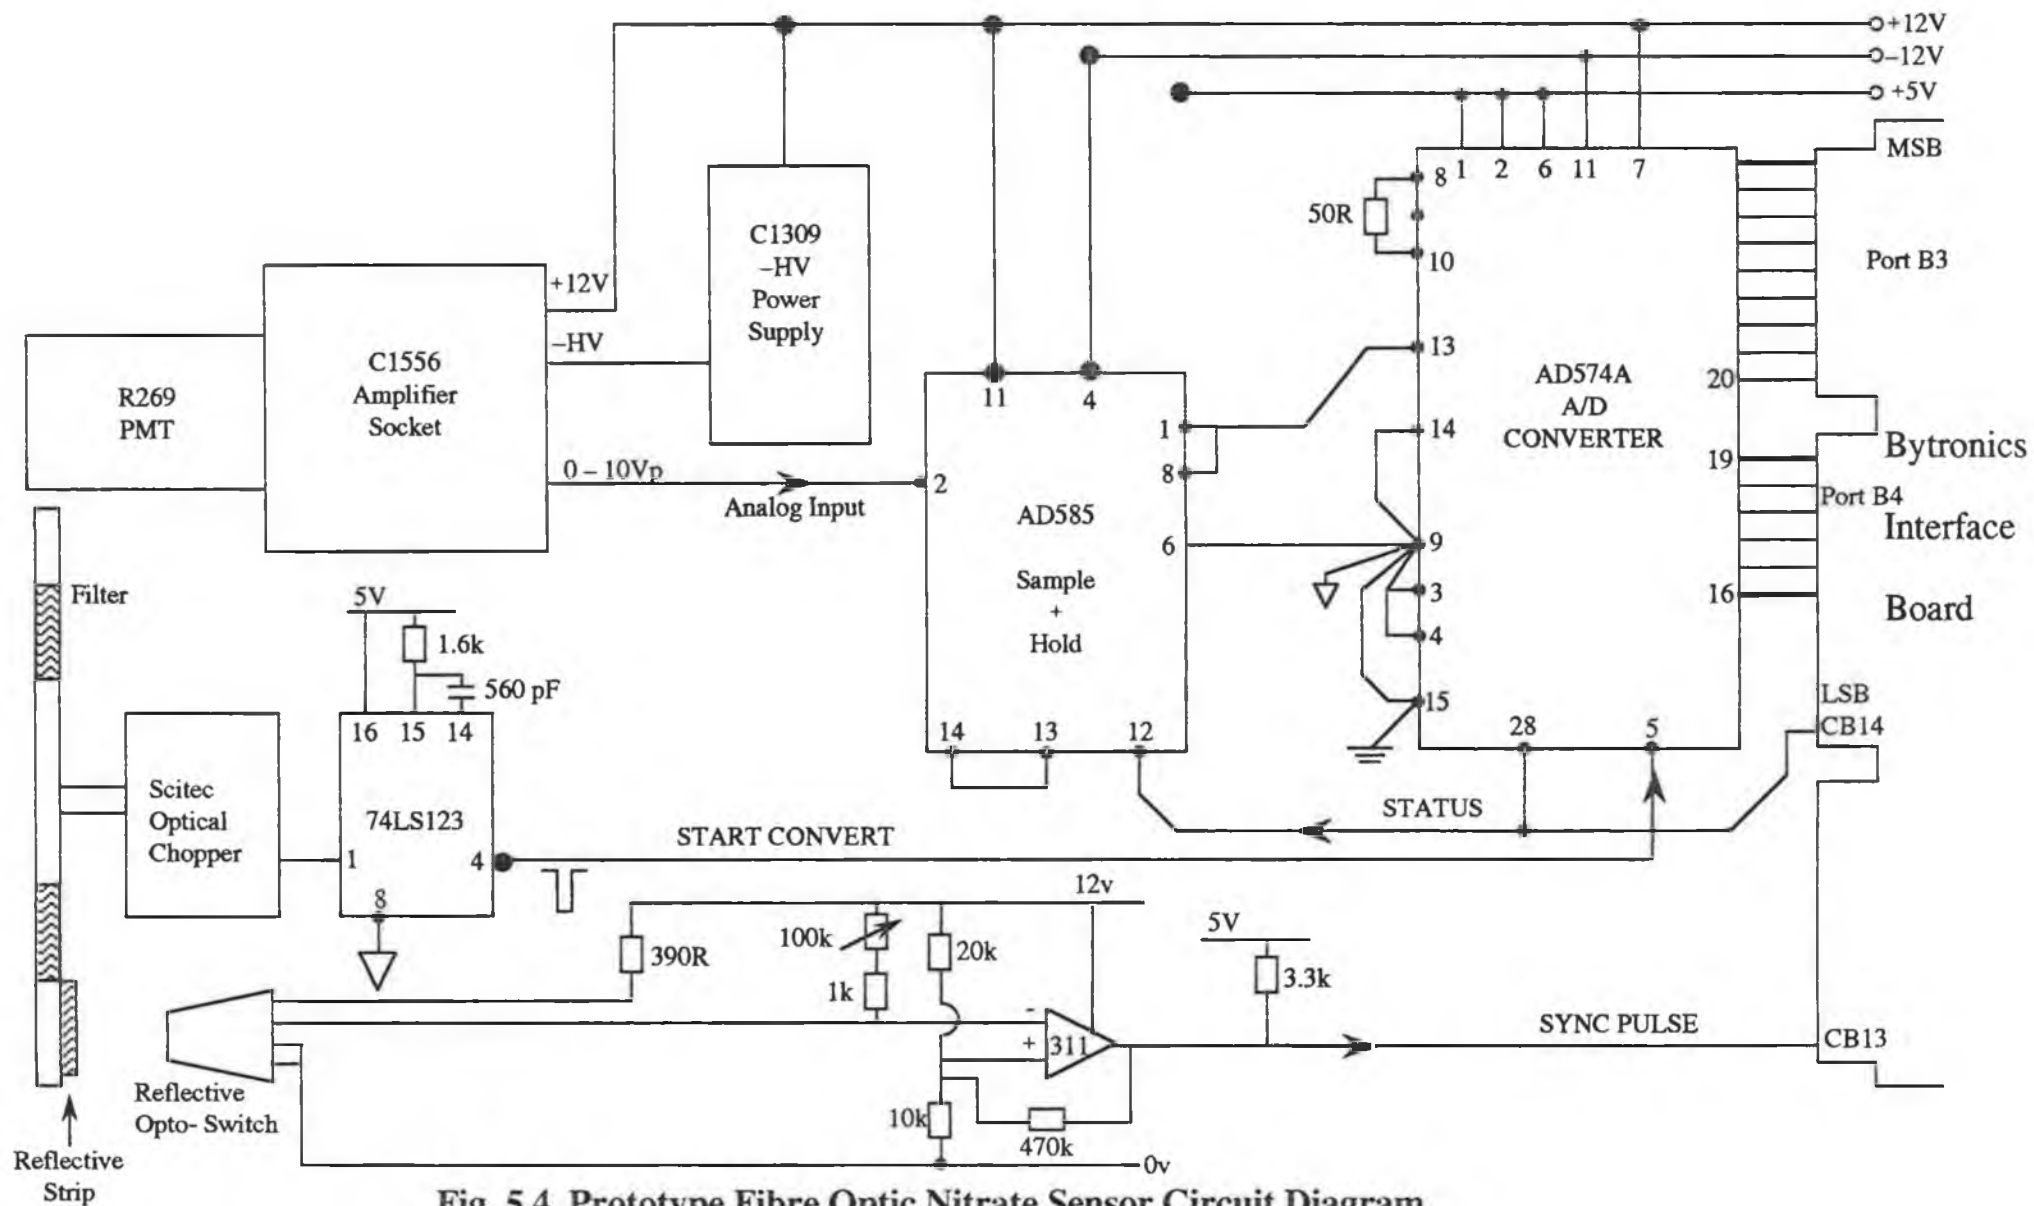 +12V
–12V
+5V
MSB
8 1 2 6 11 7
50R
C1309
–HV
Power
Supply
10
Port B3
+12V
–HV
C1556
Amplifier
Socket
R269
PMT
13
AD574A
A/D
CONVERTER
20
11 4
1
14
8
19
Bytronics
0 – 10Vp
Analog Input
2
AD585
Sample
+
Hold
6
9
3
4
15
Port B4
Interface
16
Board
Filter
5V
1.6k
560 pF
16 15 14
14 13 12
28 5
LSB
CB14
Scitec
Optical
Chopper
74LS123
1 4
8
START CONVERT
STATUS
12v
100k
20k
390R
1k
5V
3.3k
-
+
311
SYNC PULSE
CB13
Reflective
Opto- Switch
10k
470k
0v
Reflective
Strip
Fig. 5.4 Prototype Fibre Optic Nitrate Sensor Circuit Diagram